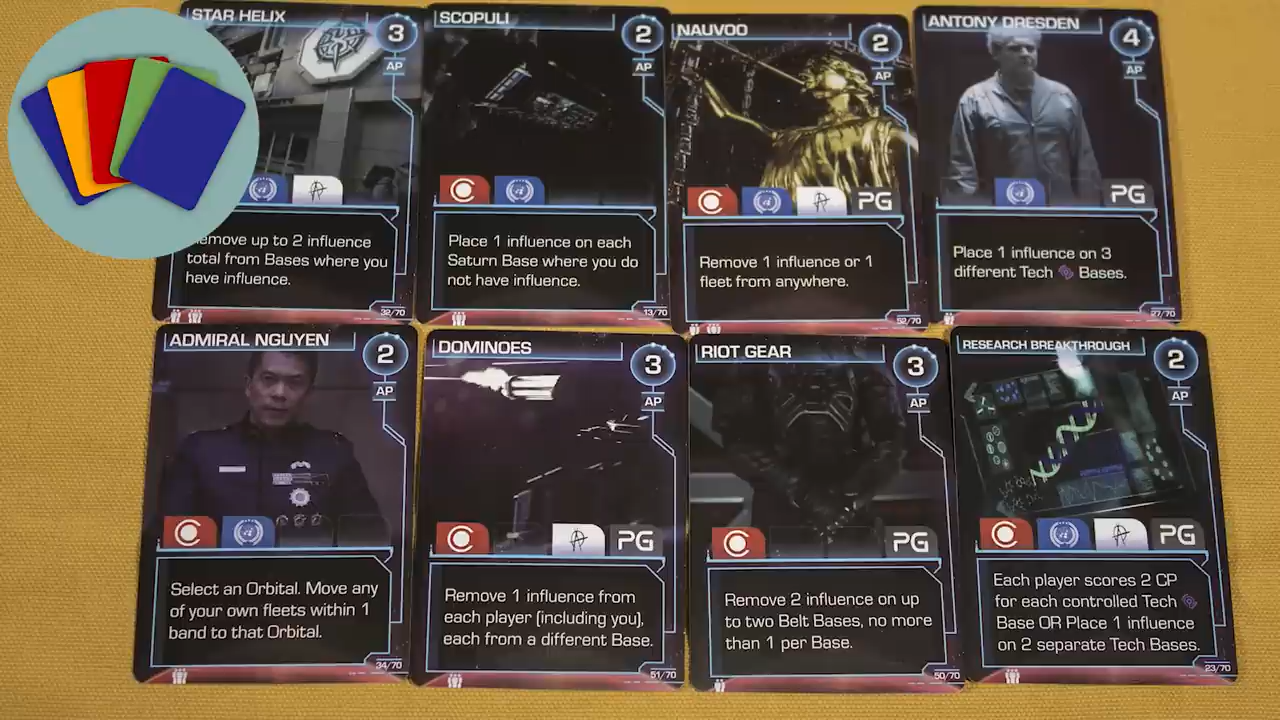 STAR HELIX
3
AP
Remove up to 2 influence
total from Bases where you
have influence.
32/70
SCOPULI
2
AP
Place 1 influence on each
Saturn Base where you do
not have influence.
13/70
NAUVOO
2
AP
PG
Remove 1 influence or 1
fleet from anywhere.
52/70
ANTONY DRESDEN
4
AP
PG
Place 1 influence on 3
different Tech Bases.
27/70
ADMIRAL NGUYEN
2
AP
Select an Orbital. Move any
of your own fleets within 1
band to that Orbital.
34/70
DOMINOES
3
AP
PG
Remove 1 influence from
each player (including you),
each from a different Base.
51/70
RIOT GEAR
3
AP
PG
Remove 2 influence on up
to two Belt Bases, no more
than 1 per Base.
50/70
RESEARCH BREAKTHROUGH
2
AP
PG
Each player scores 2 CP
for each controlled Tech
Base OR Place 1 influence
on 2 separate Tech Bases.
23/70